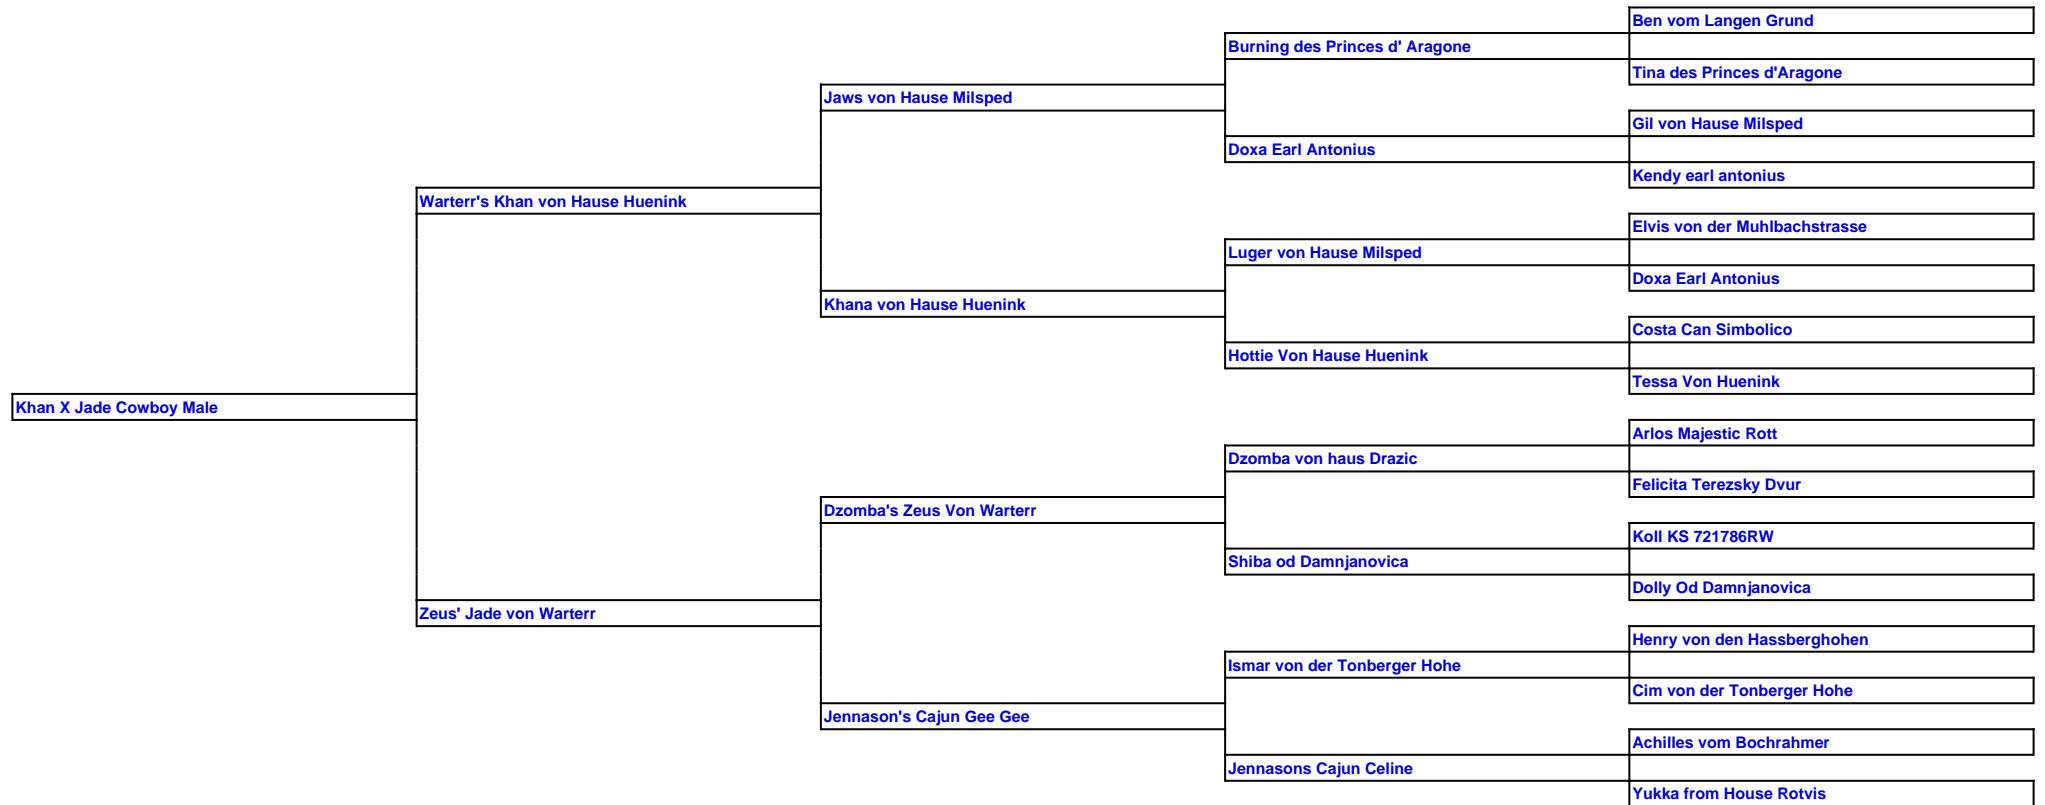 Ben vom Langen Grund
Burning des Princes d' Aragone
Tina des Princes d'Aragone
Jaws von Hause Milsped
Gil von Hause Milsped
Doxa Earl Antonius
Kendy earl antonius
Warterr's Khan von Hause Huenink
Elvis von der Muhlbachstrasse
Luger von Hause Milsped
Doxa Earl Antonius
Khana von Hause Huenink
Costa Can Simbolico
Hottie Von Hause Huenink
Tessa Von Huenink
Khan X Jade Cowboy Male
Arlos Majestic Rott
Dzomba von haus Drazic
Felicita Terezsky Dvur
Dzomba's Zeus Von Warterr
Koll KS 721786RW
Shiba od Damnjanovica
Dolly Od Damnjanovica
Zeus' Jade von Warterr
Henry von den Hassberghohen
Ismar von der Tonberger Hohe
Cim von der Tonberger Hohe
Jennason's Cajun Gee Gee
Achilles vom Bochrahmer
Jennasons Cajun Celine
Yukka from House Rotvis